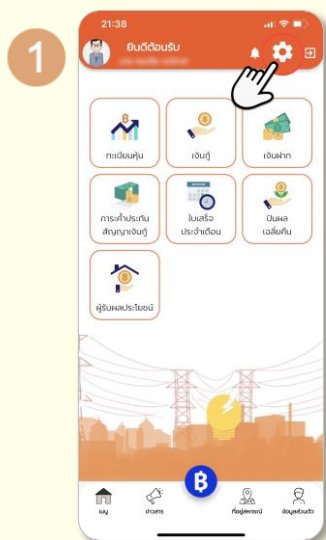 1
21:38
ยินดีต้อนรับ
ทะเบียนหุ้น
เงินกู้
เงินฝาก
ภาระค้ำประกัน
สัญญาเงินกู้
ใบเสร็จ
ประจำเดือน
ปันผล
เฉลี่ยคืน
ผู้รับผลประโยชน์
เมนู
ข่าวสาร
ที่อยู่สหกรณ์
ข้อมูลส่วนตัว